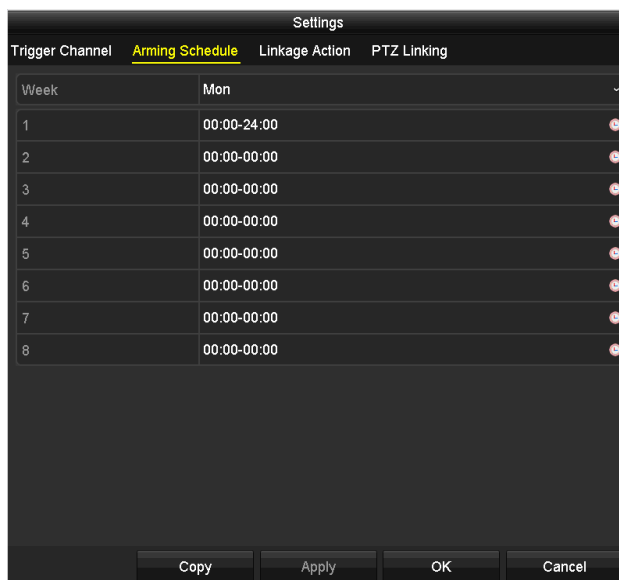 Settings
Trigger Channel Arming Schedule Linkage Action PTZ Linking
Week Mon
1 00:00-24:00
2 00:00-00:00
3 00:00-00:00
4 00:00-00:00
5 00:00-00:00
6 00:00-00:00
7 00:00-00:00
8 00:00-00:00
Copy Apply OK Cancel